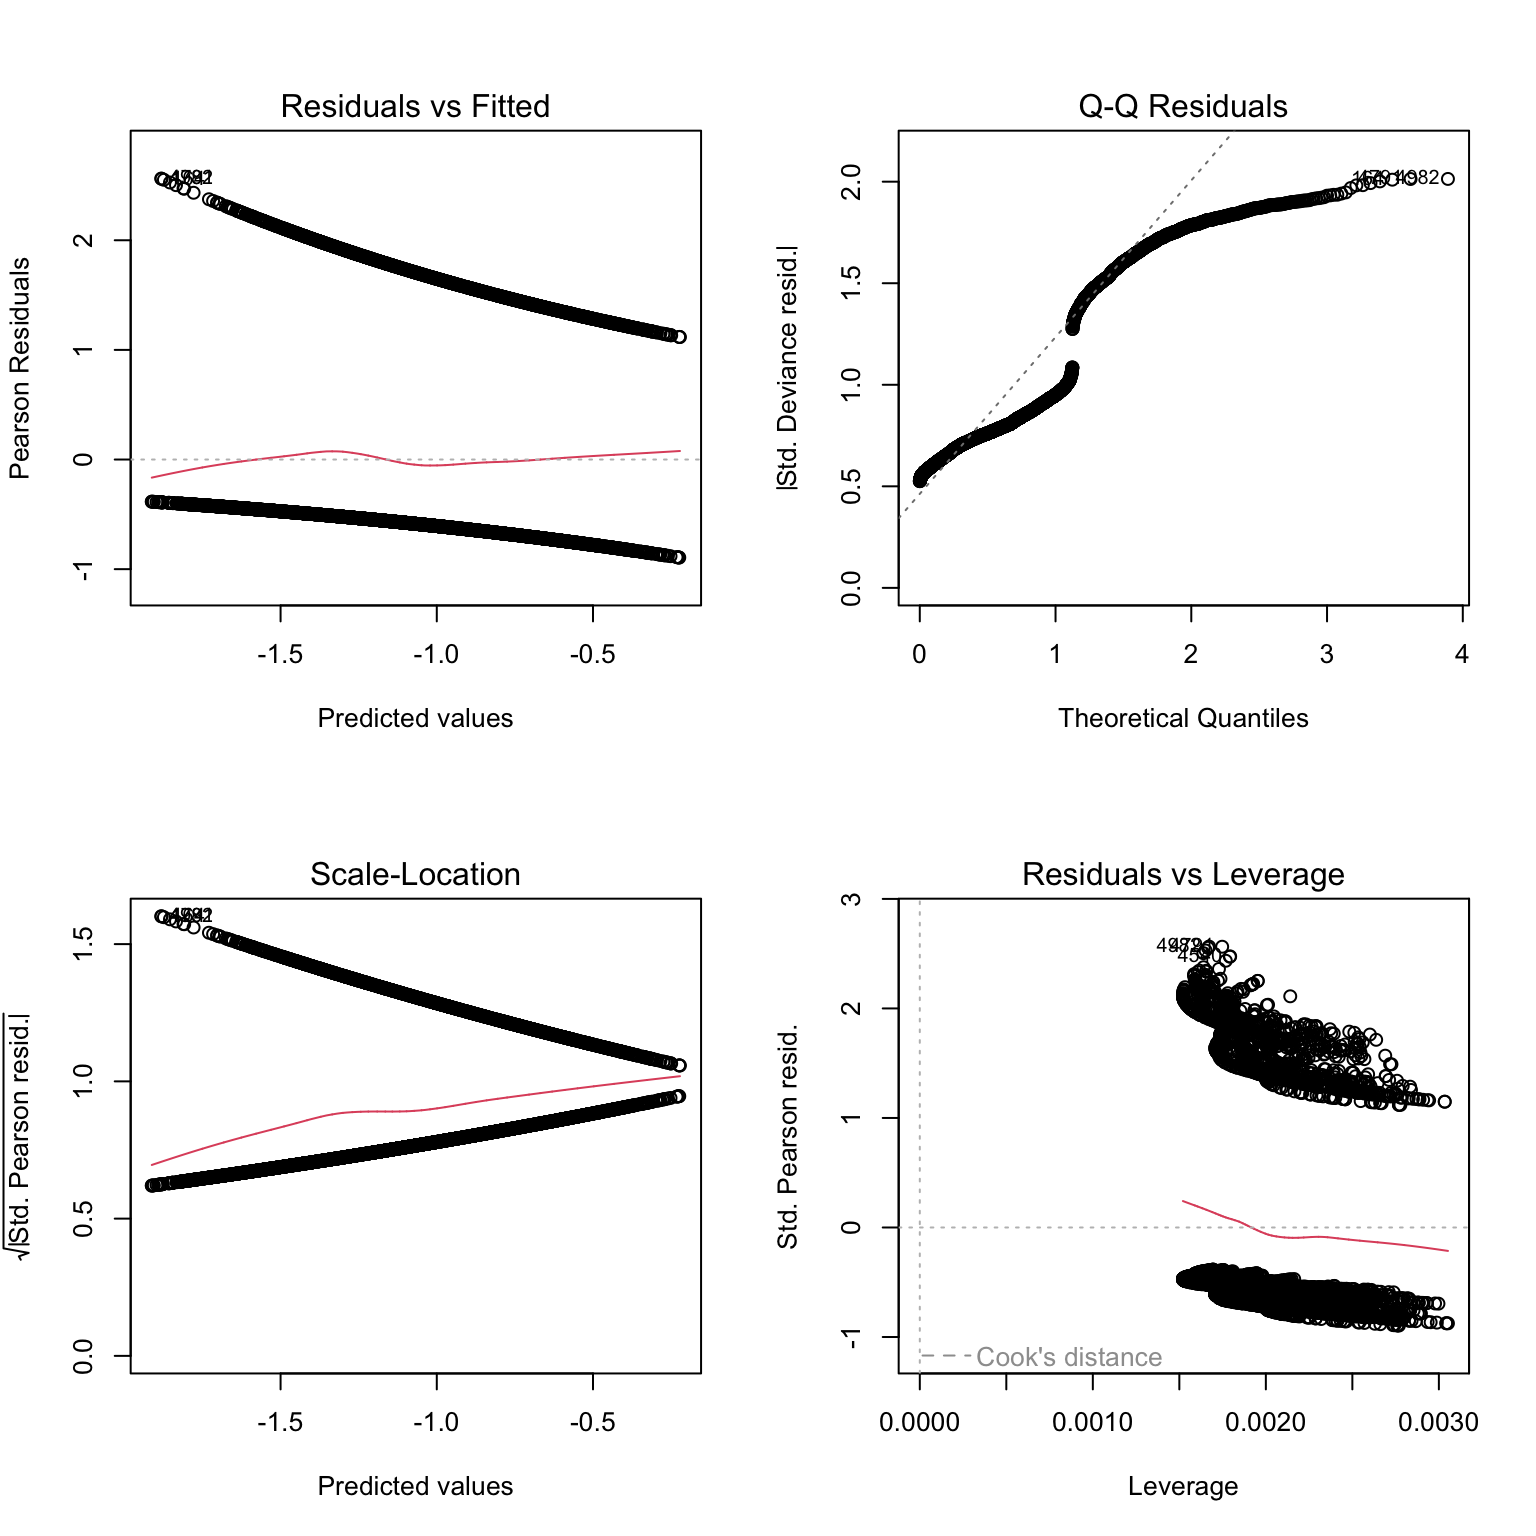 Residuals vs Fitted
Pearson Residuals
2
1
0
-1
-1.5 -1.0 -0.5
Predicted values
Q-Q Residuals
|Std. Deviance resid.|
2.0
1.5
1.0
0.5
0.0
4982
0 1 2 3 4
Theoretical Quantiles
Scale-Location
√|Std. Pearson resid.|
1.5
1.0
0.5
0.0
-1.5 -1.0 -0.5
Predicted values
Residuals vs Leverage
Std. Pearson resid.
3
2
1
0
-1
Cook's distance
0.0000 0.0010 0.0020 0.0030
Leverage